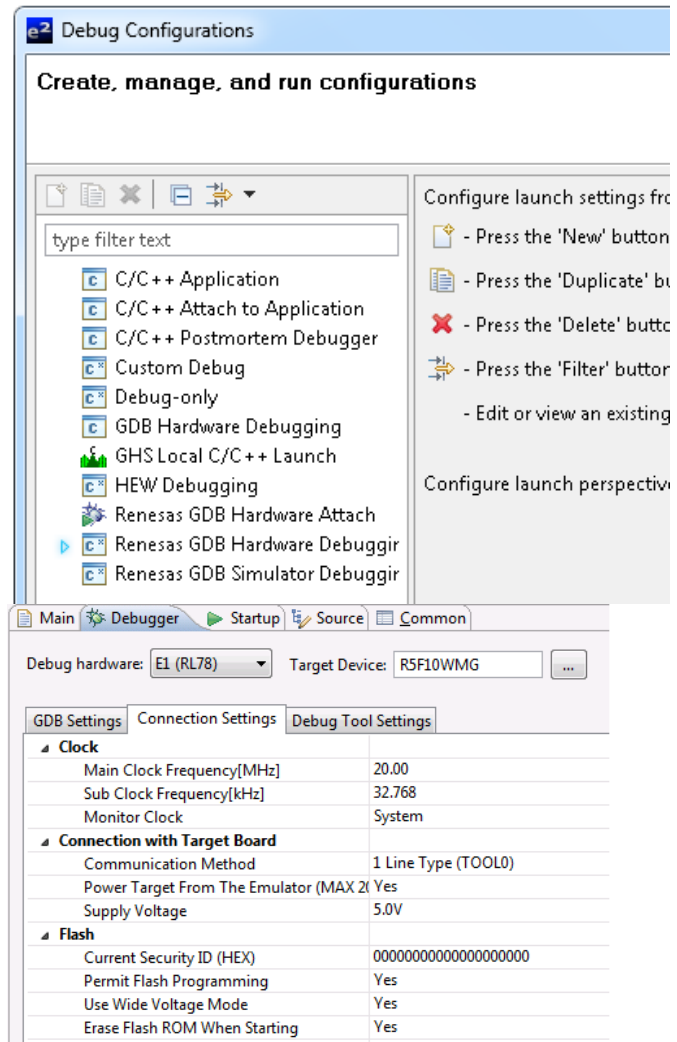 e² Debug Configurations
Create, manage, and run configurations
type filter text
C/C++ Application
C/C++ Attach to Application
C/C++ Postmortem Debugger
Custom Debug
Debug-only
GDB Hardware Debugging
GHS Local C/C++ Launch
HEW Debugging
Renesas GDB Hardware Attach
Renesas GDB Hardware Debuggir
Renesas GDB Simulator Debuggir
Configure launch settings fro
- Press the 'New' button
- Press the 'Duplicate' bu
- Press the 'Delete' butto
- Press the 'Filter' button
- Edit or view an existing
Configure launch perspectiv
Main Debugger Startup Source Common
Debug hardware: E1 (RL78) Target Device: R5F10WMG ...
GDB Settings Connection Settings Debug Tool Settings
Clock
Main Clock Frequency[MHz] 20.00
Sub Clock Frequency[kHz] 32.768
Monitor Clock System
Connection with Target Board
Communication Method 1 Line Type (TOOL0)
Power Target From The Emulator (MAX 20 Yes
Supply Voltage 5.0V
Flash
Current Security ID (HEX) 00000000000000000000
Permit Flash Programming Yes
Use Wide Voltage Mode Yes
Erase Flash ROM When Starting Yes